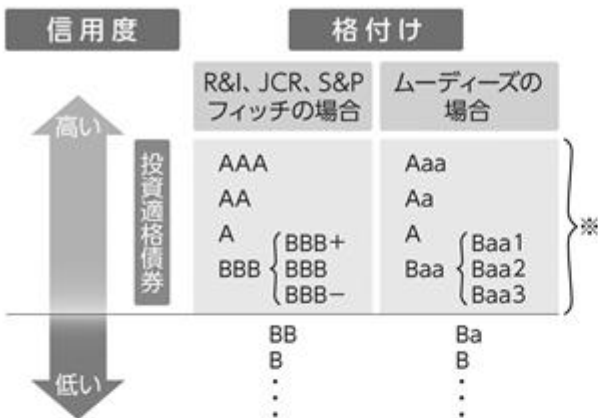 信用度
格付け
R&I、JCR、S&P
フィッチの場合
ムーディーズの
場合
高い
投資適格債券
AAA
Aaa
AA
Aa
A
A
BBB
BBB+
BBB
BBB−
Baa
Baa1
Baa2
Baa3
※
BB
Ba
B
B
低い